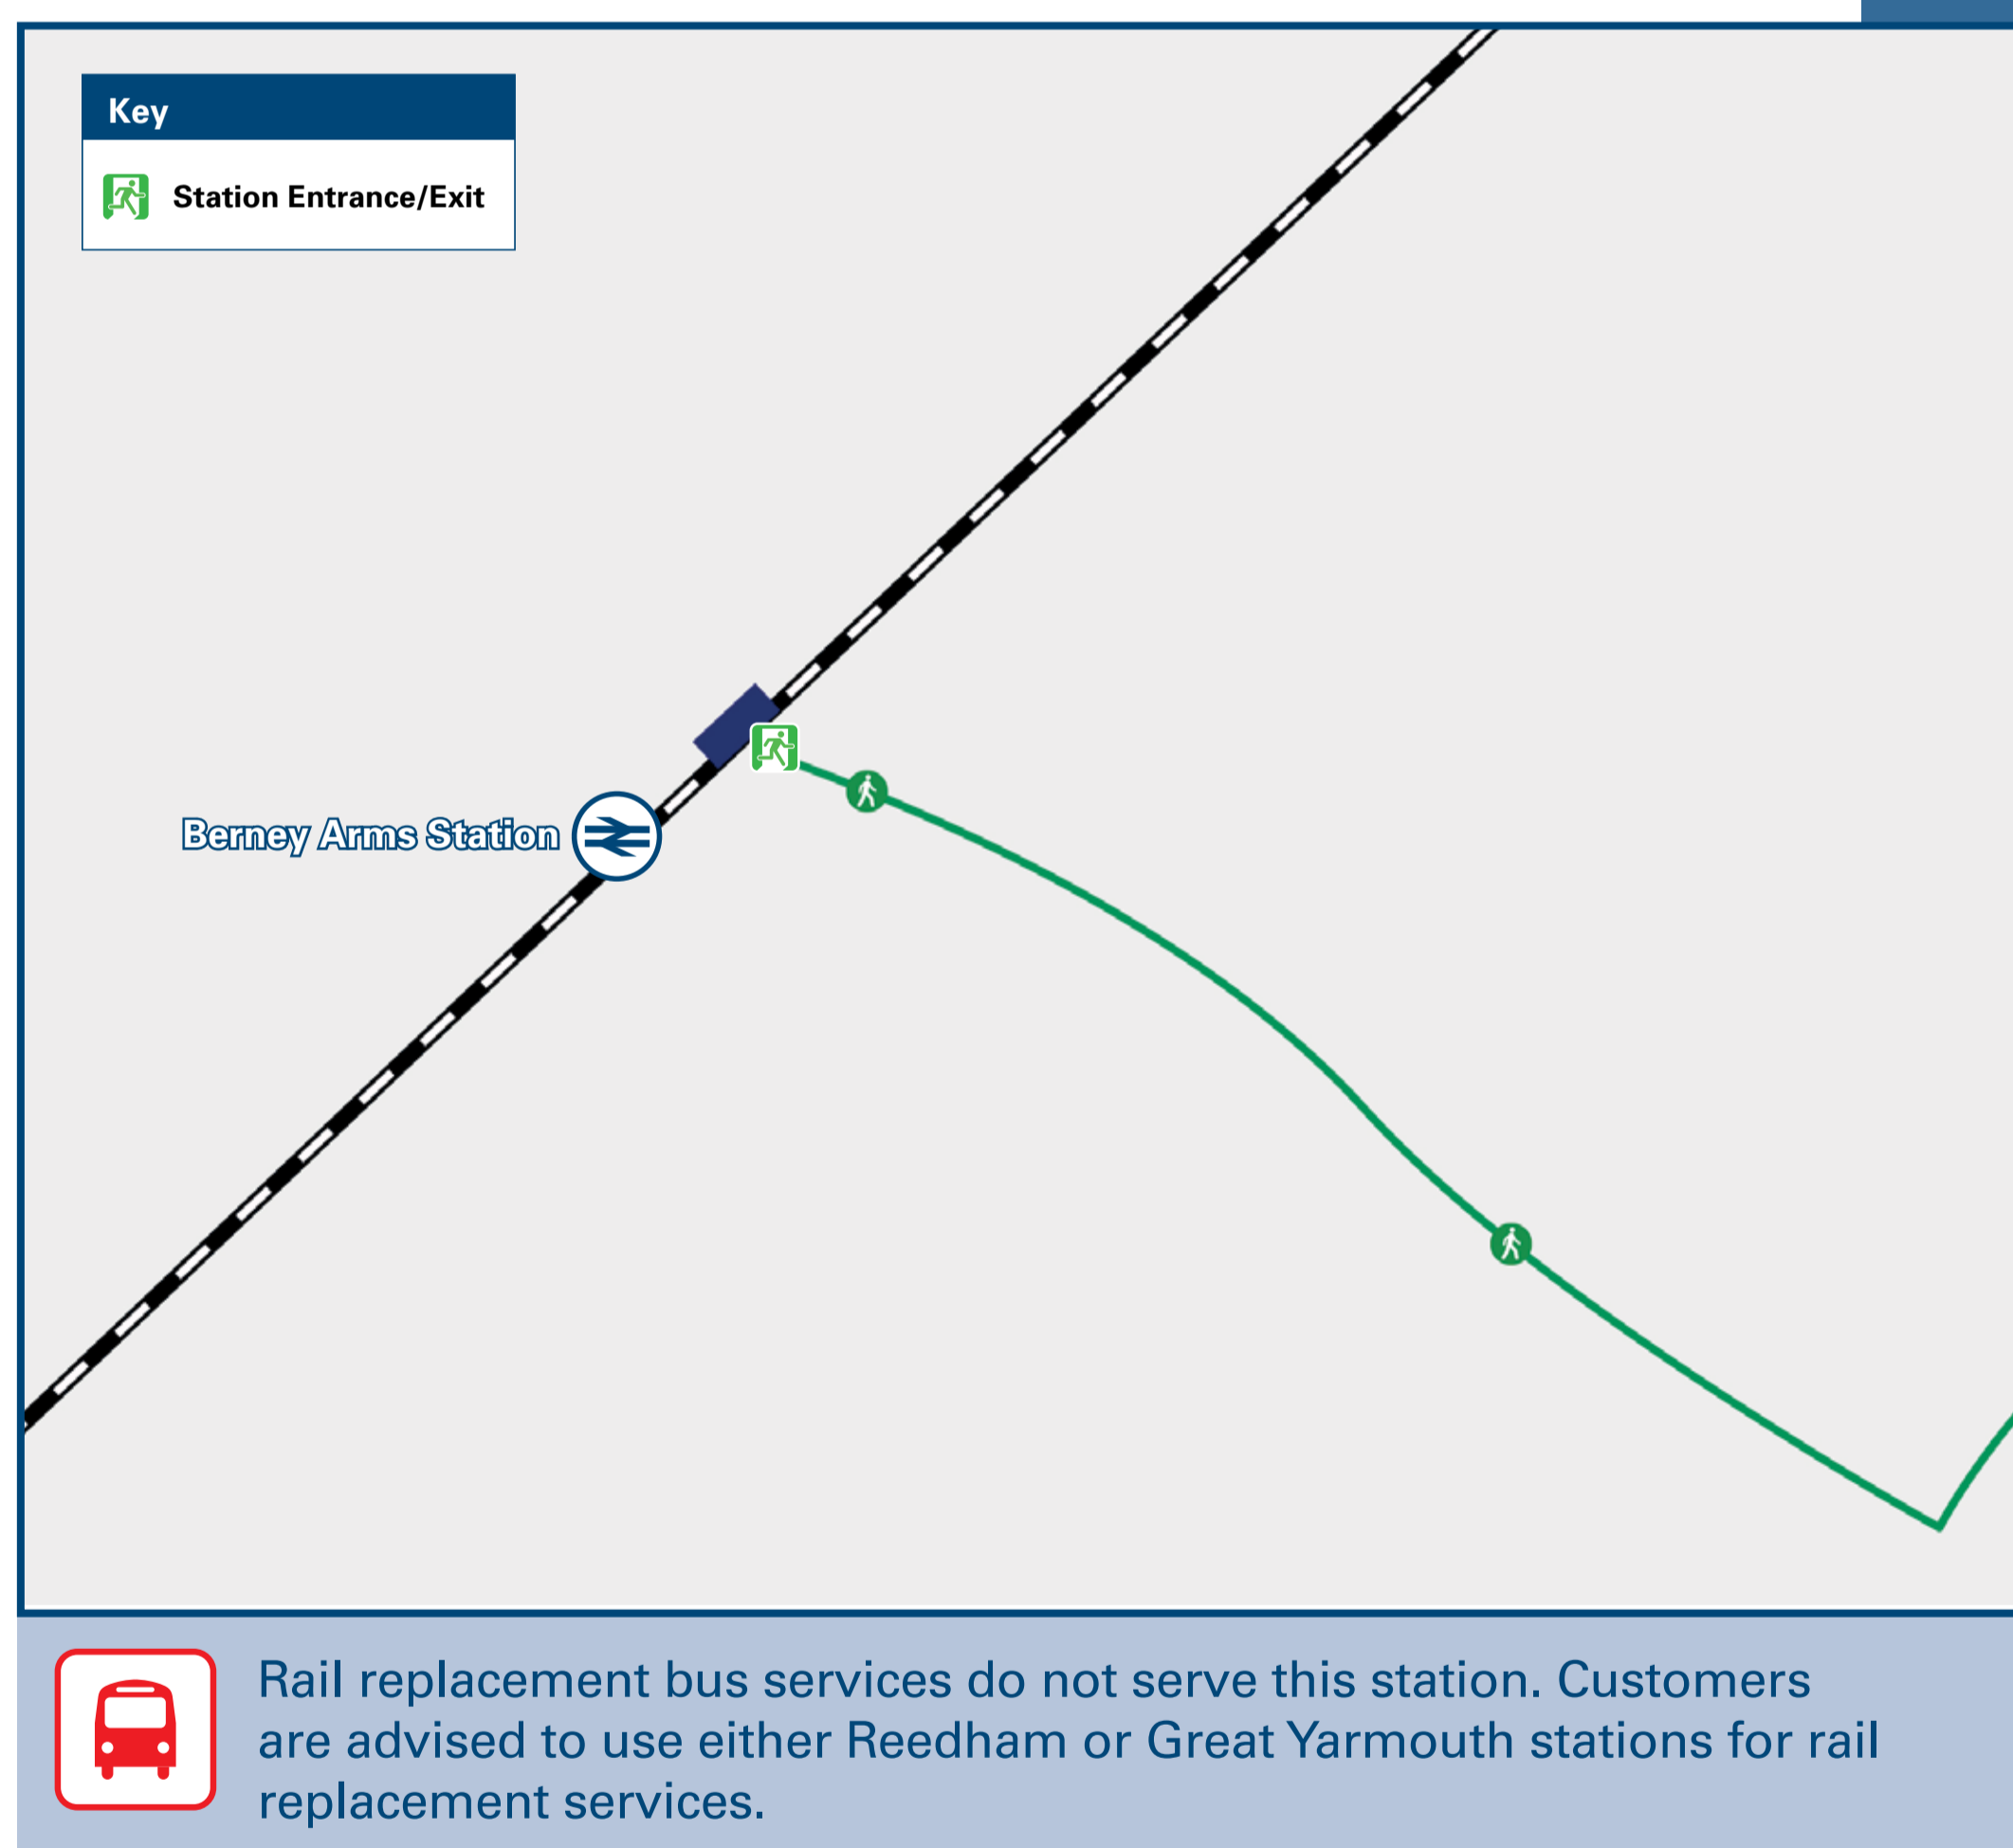 Key
Station Entrance/Exit
Berney Arms Station
Rail replacement bus services do not serve this station. Customers
are advised to use either Reedham or Great Yarmouth stations for rail
replacement services.